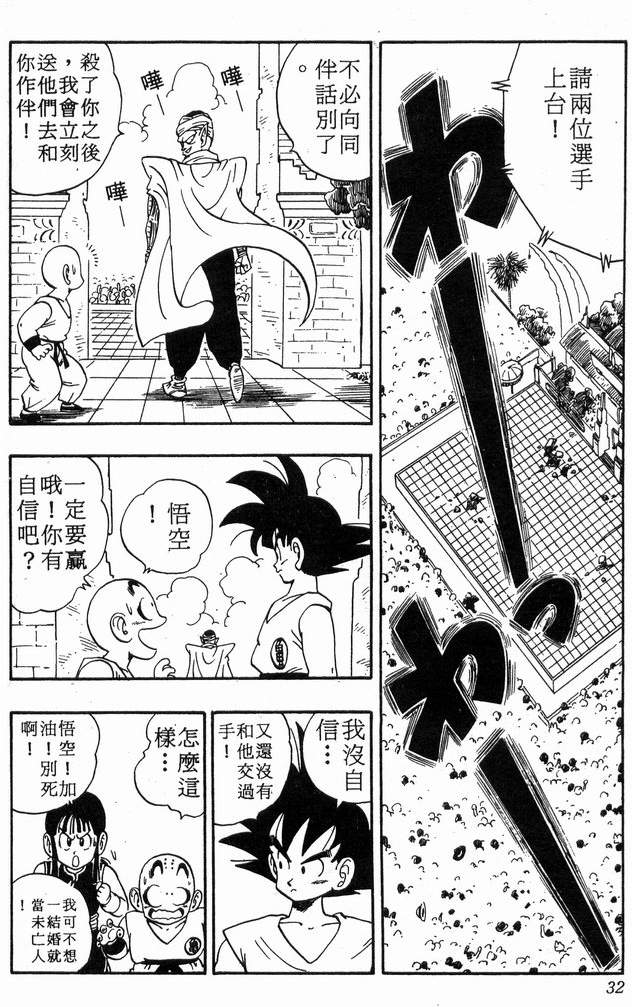 請兩位選手
上台!
わーっ
わー
不必向同
伴話別了
。
殺了你之後
,我會立刻
送他們去和
你作伴!
嘩-
嘩-
嘩-
悟空
!
一定要贏
哦!你有
自信吧?
我沒自
信…
又還沒有
和他交過
手!
怎麼這
樣…
悟空!加
油!別死
啊!
我可不想
一結婚就
當未亡人
!
32